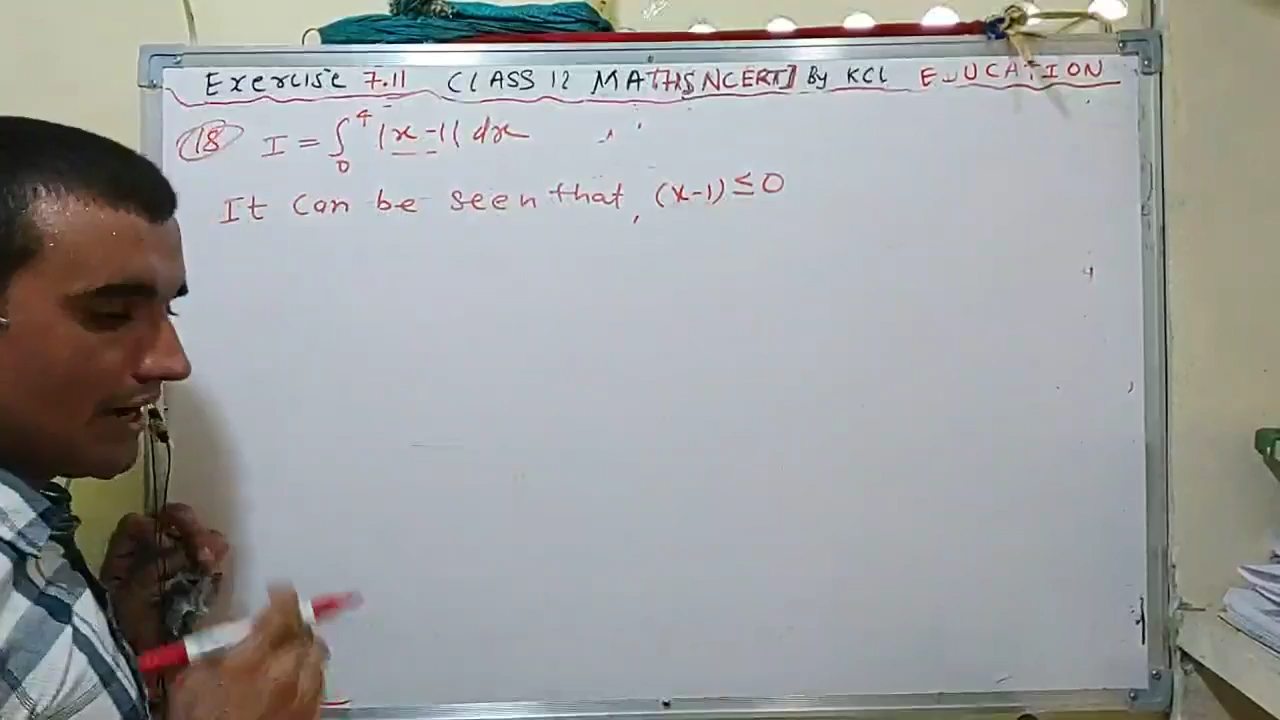 Exercise 7.11 CLASS 12 MATHS NCERT] By KCL EDUCATION
18 I = ∫₀⁴ |x-1| dx
It can be seen that, (x-1) ≤ 0